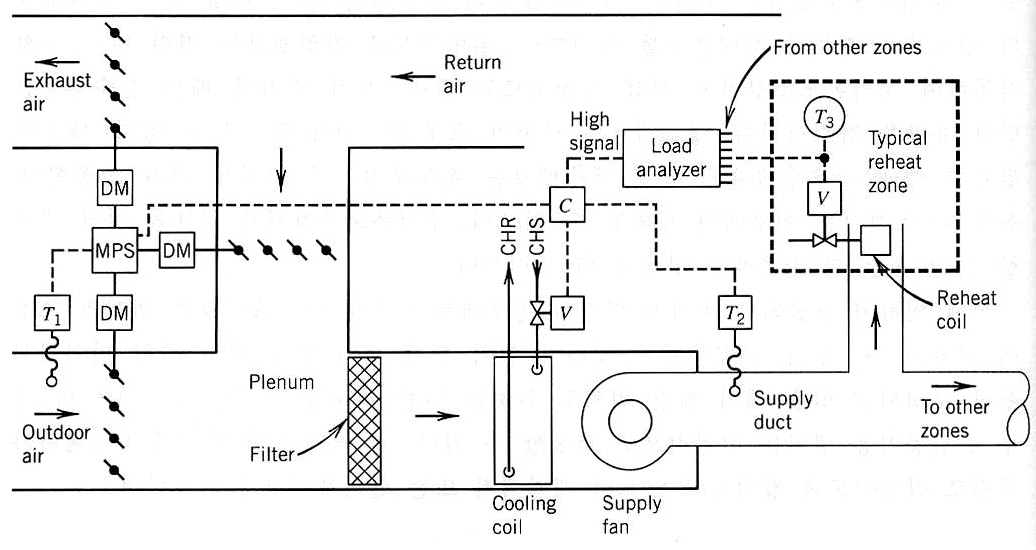 From other zones
Return
air
Exhaust
air
High
signal
Load
analyzer
T3
Typical
reheat
zone
DM
V
C
CHR
CHS
MPS
DM
T1
DM
V
T2
Reheat
coil
Plenum
Supply
duct
To other
zones
Outdoor
air
Filter
Cooling
coil
Supply
fan